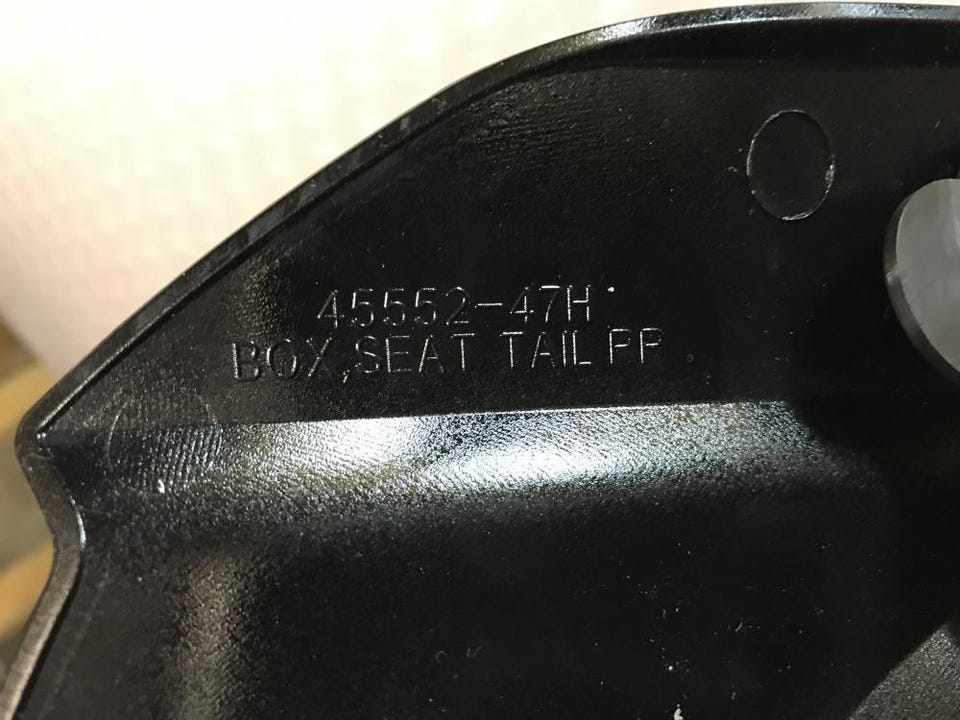 45552-47H
BOX,SEAT TAIL PP